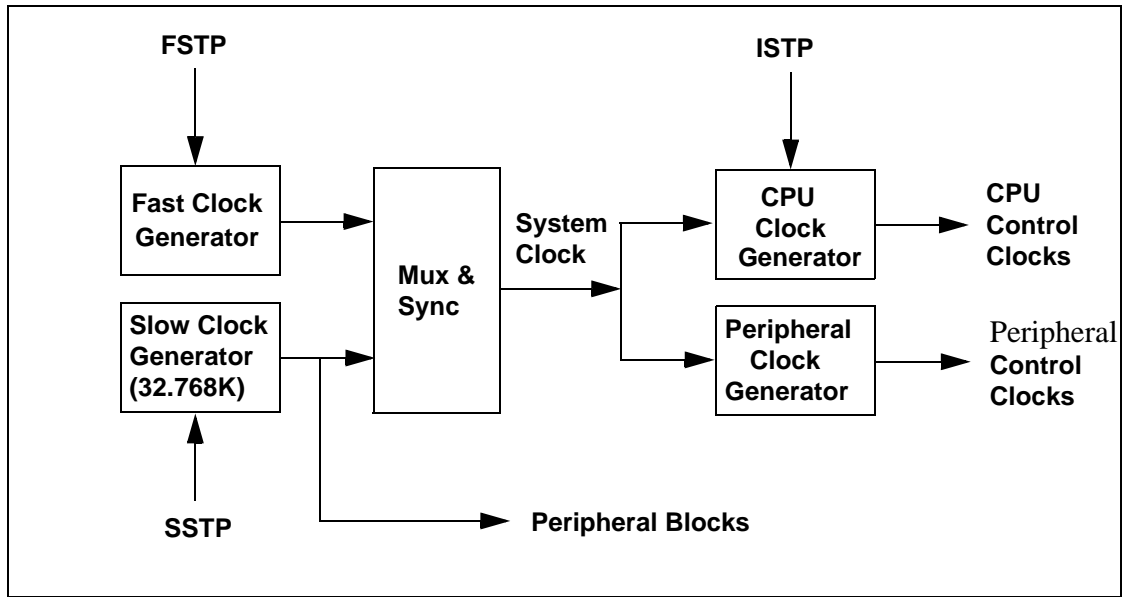 FSTP
ISTP
Fast Clock
Generator
Slow Clock
Generator
(32.768K)
SSTP
Mux &
Sync
System
Clock
CPU
Clock
Generator
Peripheral
Clock
Generator
CPU
Control
Clocks
Peripheral
Control
Clocks
Peripheral Blocks